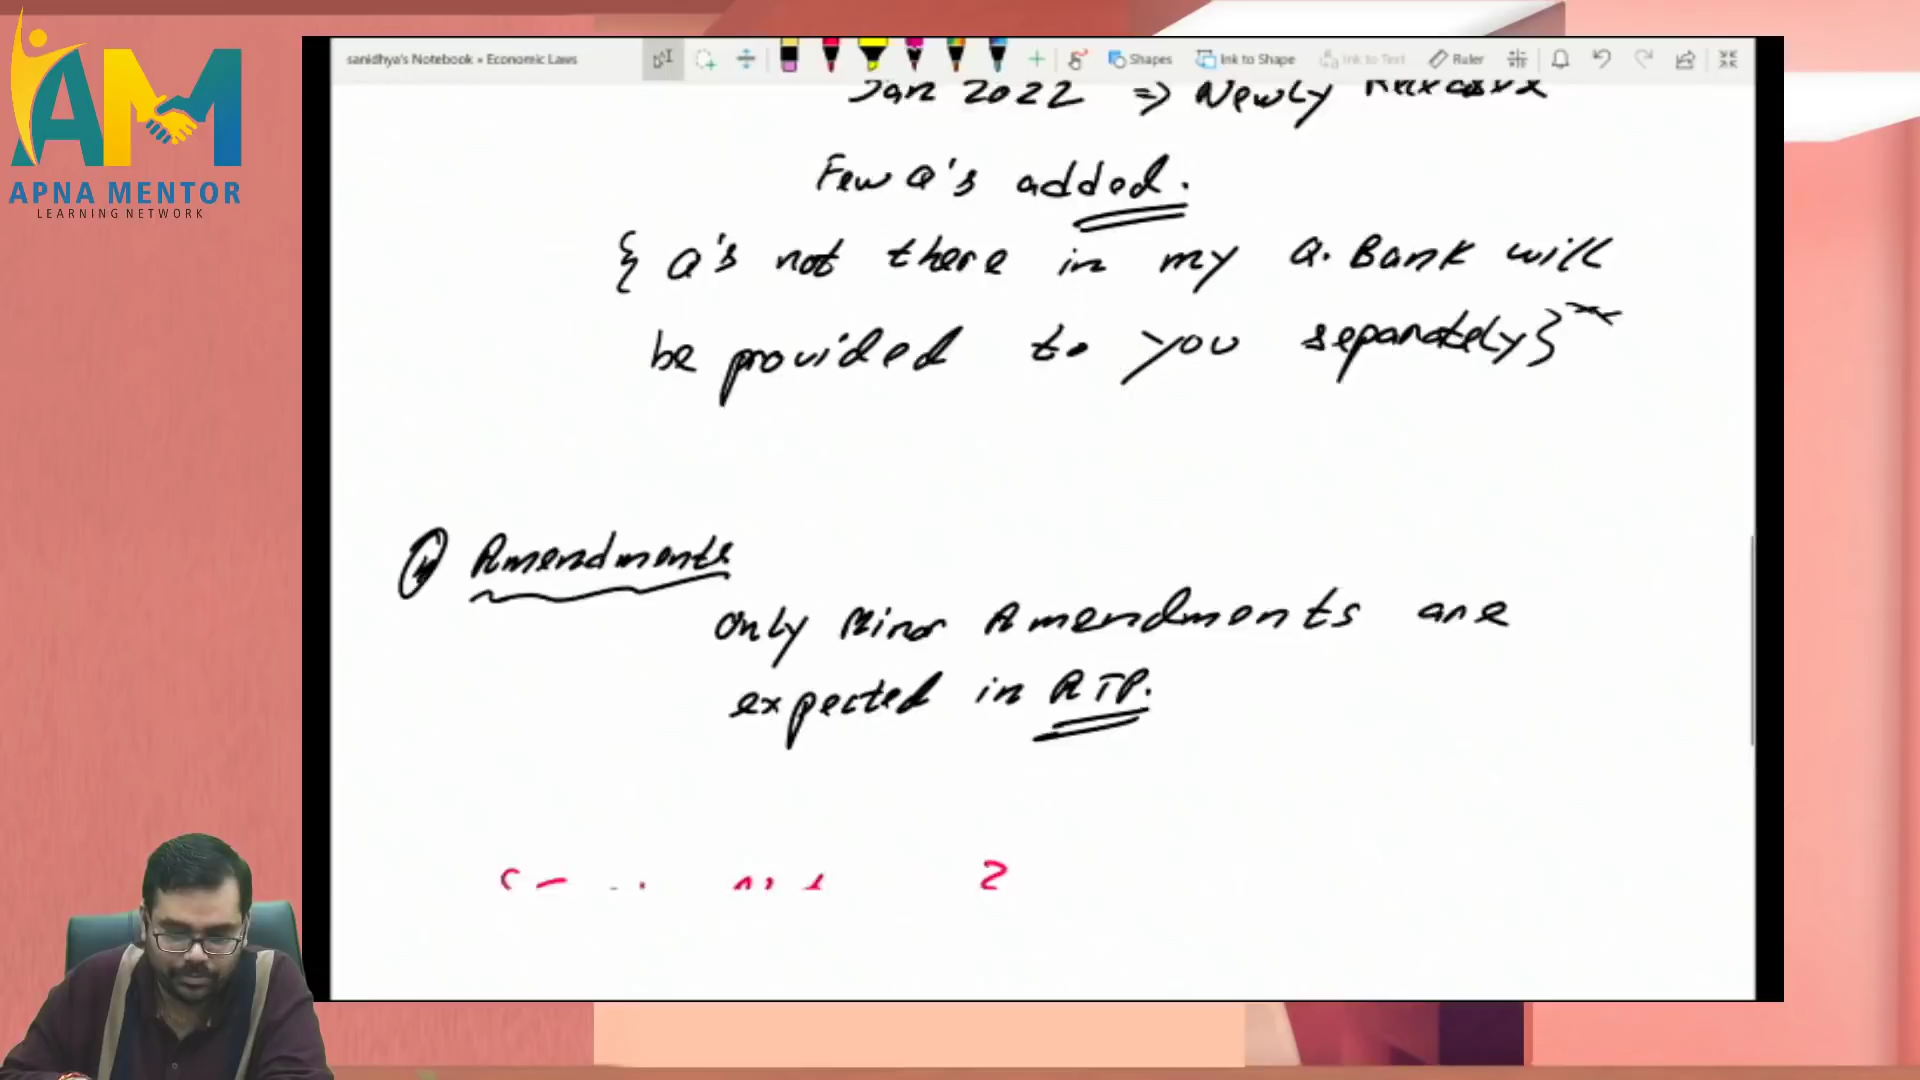 AM
APNA MENTOR
LEARNING NETWORK
sanidhya's Notebook » Economic Laws
Shapes
Ink to Shape
Ink to Text
Ruler
Jan 2022 => Newly
Few Q's added.
{ Q's not there in my Q. Bank will
be provided to you separately}
Amendments
Only Minor Amendments are
expected in RTP.